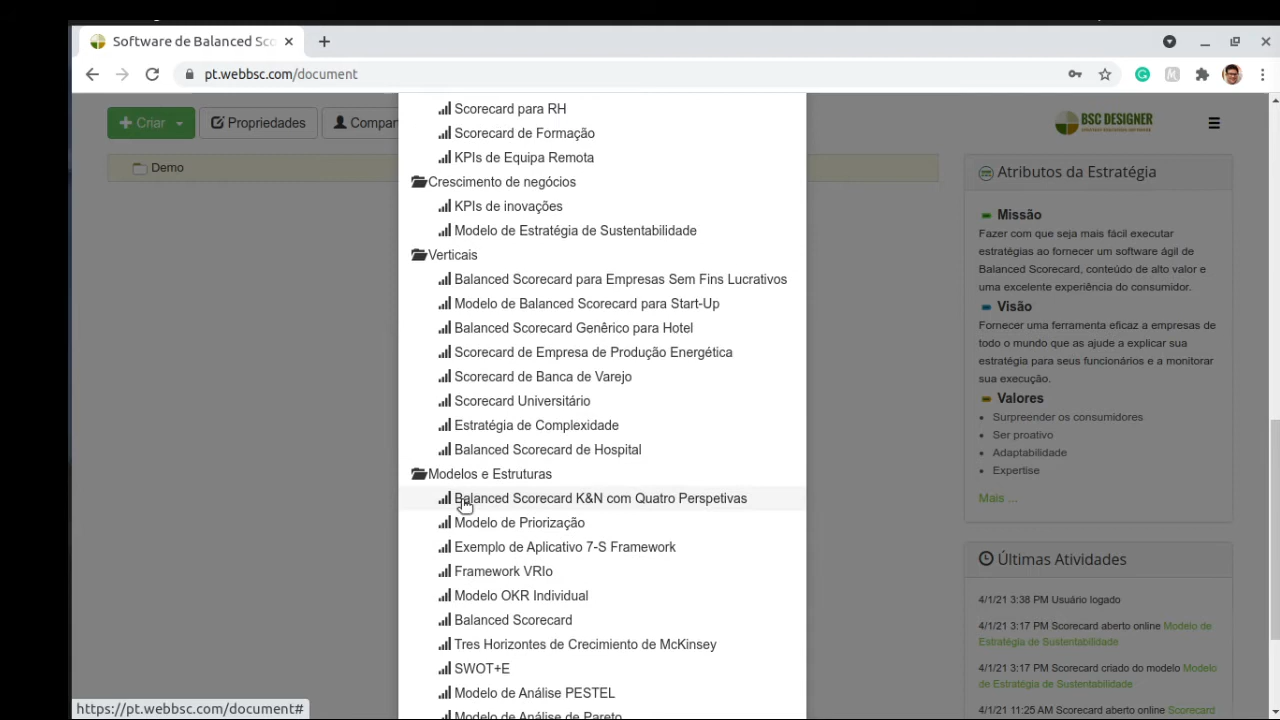 Software de Balanced Sco
pt.webbsc.com/document
Criar
Propriedades
Compar
BSC DESIGNER
Demo
Scorecard para RH
Scorecard de Formação
KPIs de Equipa Remota
Crescimento de negócios
KPIs de inovações
Modelo de Estratégia de Sustentabilidade
Verticais
Balanced Scorecard para Empresas Sem Fins Lucrativos
Modelo de Balanced Scorecard para Start-Up
Balanced Scorecard Genêrico para Hotel
Scorecard de Empresa de Produção Energética
Scorecard de Banca de Varejo
Scorecard Universitário
Estratégia de Complexidade
Balanced Scorecard de Hospital
Modelos e Estruturas
Balanced Scorecard K&N com Quatro Perspetivas
Modelo de Priorização
Exemplo de Aplicativo 7-S Framework
Framework VRIo
Modelo OKR Individual
Balanced Scorecard
Tres Horizontes de Crecimiento de McKinsey
SWOT+E
Modelo de Análise PESTEL
Modelo de Análise de Pareto
Atributos da Estratégia
Missão
Fazer com que seja mais fácil executar
estratégias ao fornecer um software ágil de
Balanced Scorecard, conteúdo de alto valor e
uma excelente experiência do consumidor.
Visão
Fornecer uma ferramenta eficaz a empresas de
todo o mundo que as ajude a explicar sua
estratégia para seus funcionários e a monitorar
sua execução.
Valores
Surpreender os consumidores
Ser proativo
Adaptabilidade
Expertise
Mais ...
Últimas Atividades
4/1/21 3:38 PM Usuário logado
4/1/21 3:17 PM Scorecard aberto online Modelo de
Estratégia de Sustentabilidade
4/1/21 3:17 PM Scorecard criado do modelo Modelo
de Estratégia de Sustentabilidade
4/1/21 11:25 AM Scorecard aberto online Scorecard
https://pt.webbsc.com/document#